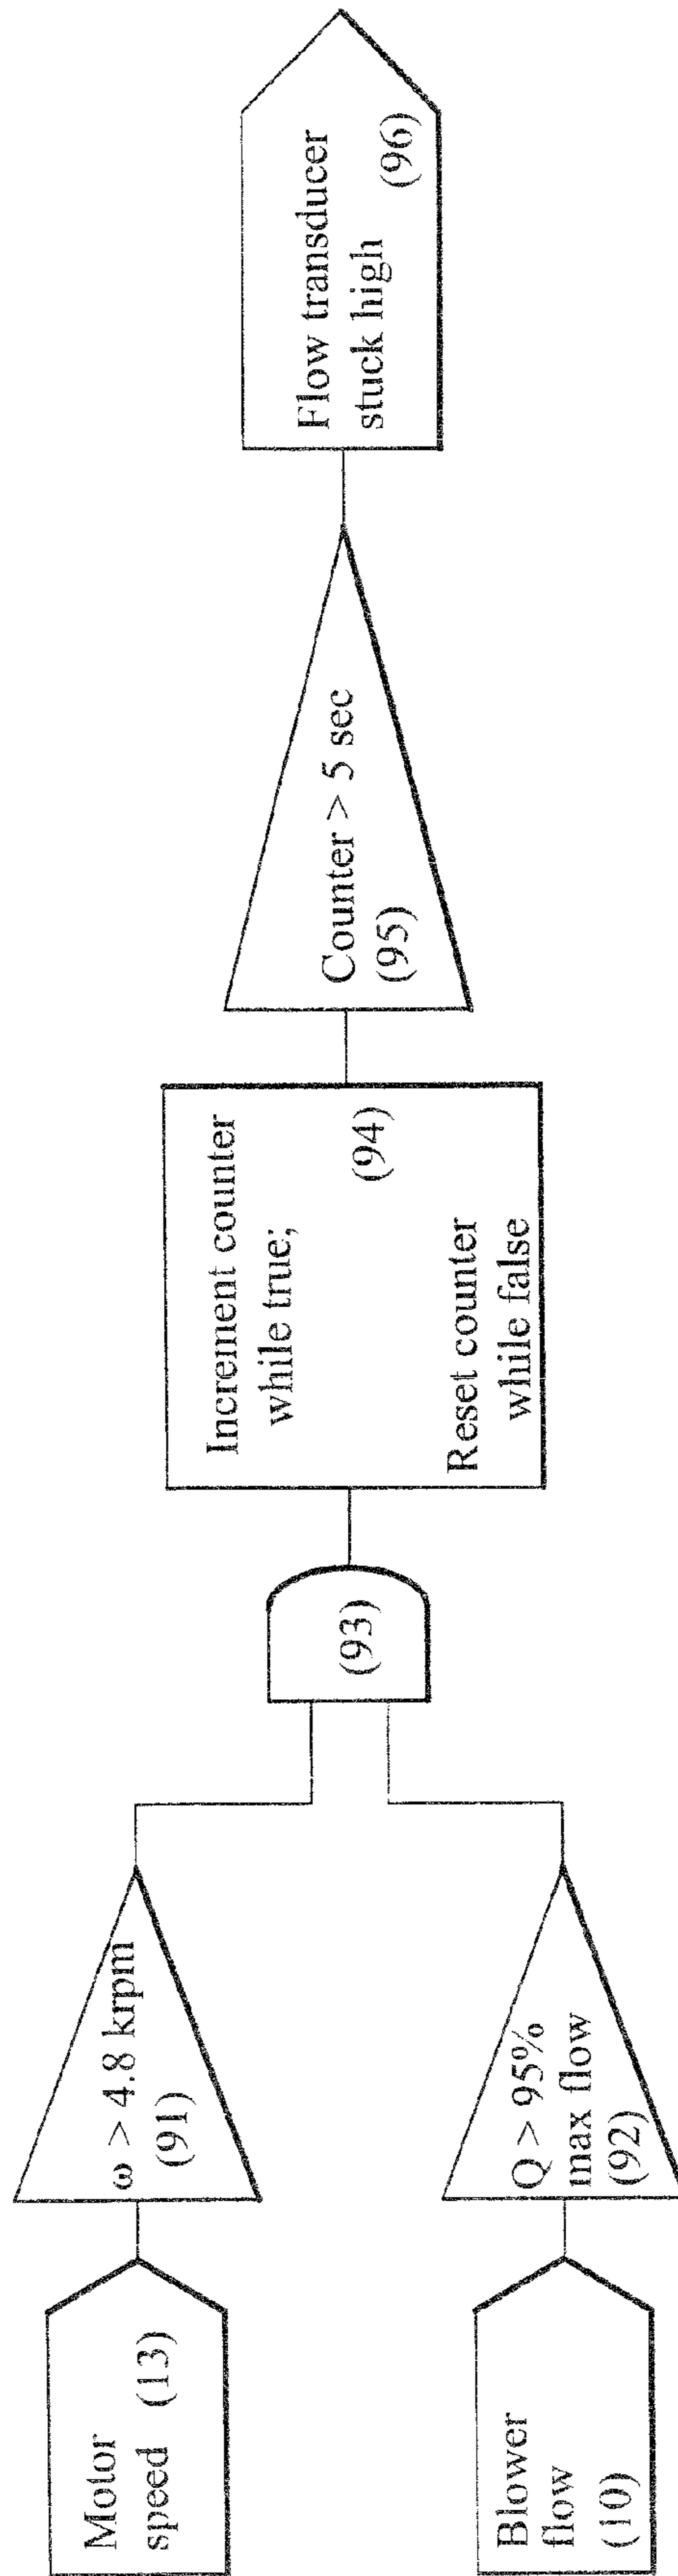 Motor
speed (13)
ω > 4.8 krpm
(91)
Blower
flow
(10)
Q > 95%
max flow
(92)
(93)
Increment counter
while true;
(94)
Reset counter
while false
Counter > 5 sec
(95)
Flow transducer
stuck high
(96)